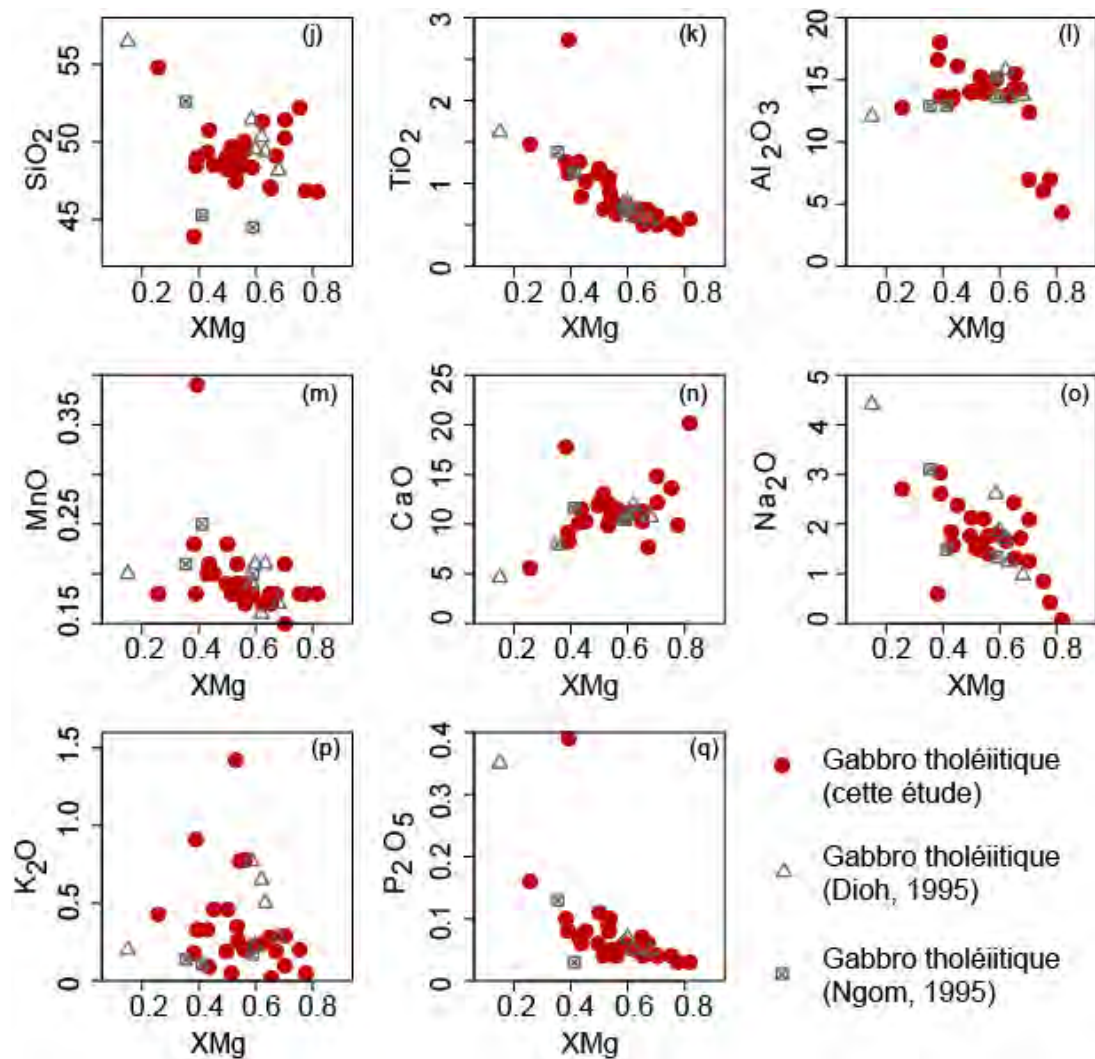 (j)
SiO2
45 50 55
0.2 0.4 0.6 0.8
XMg
(k)
TiO2
0 1 2 3
0.2 0.4 0.6 0.8
XMg
(l)
Al2O3
0 5 10 15 20
0.2 0.4 0.6 0.8
XMg
(m)
MnO
0.15 0.25 0.35
0.2 0.4 0.6 0.8
XMg
(n)
CaO
0 5 10 15 20 25
0.2 0.4 0.6 0.8
XMg
(o)
Na2O
0 1 2 3 4 5
0.2 0.4 0.6 0.8
XMg
(p)
K2O
0 0.5 1.0 1.5
0.2 0.4 0.6 0.8
XMg
(q)
P2O5
0 0.1 0.2 0.3 0.4
0.2 0.4 0.6 0.8
XMg
Gabbro tholéiitique
(cette étude)
Gabbro tholéiitique
(Dioh, 1995)
Gabbro tholéiitique
(Ngom, 1995)